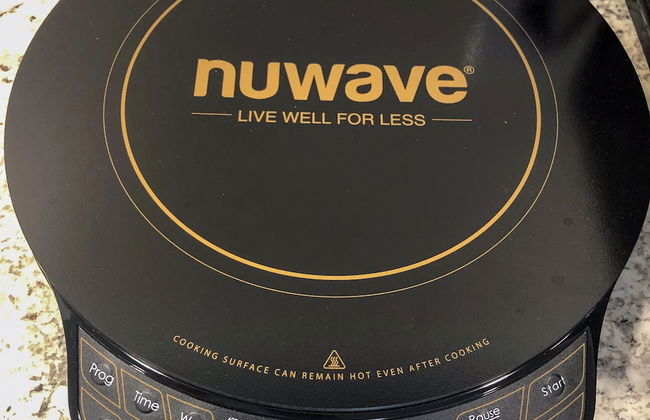 nuwave®
LIVE WELL FOR LESS
COOKING SURFACE CAN REMAIN HOT EVEN AFTER COOKING
Prog
Time
Pause
Start